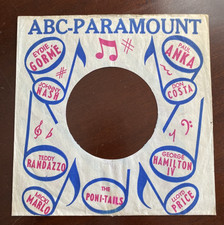 ABC-PARAMOUNT
EYDIE
GORME
PAUL
ANKA
JOHNNY
NASH
DON
COSTA
TEDDY
RANDAZZO
GEORGE
HAMILTON
IV
MICKI
MARLO
THE
PONI-TAILS
LLOYD
PRICE